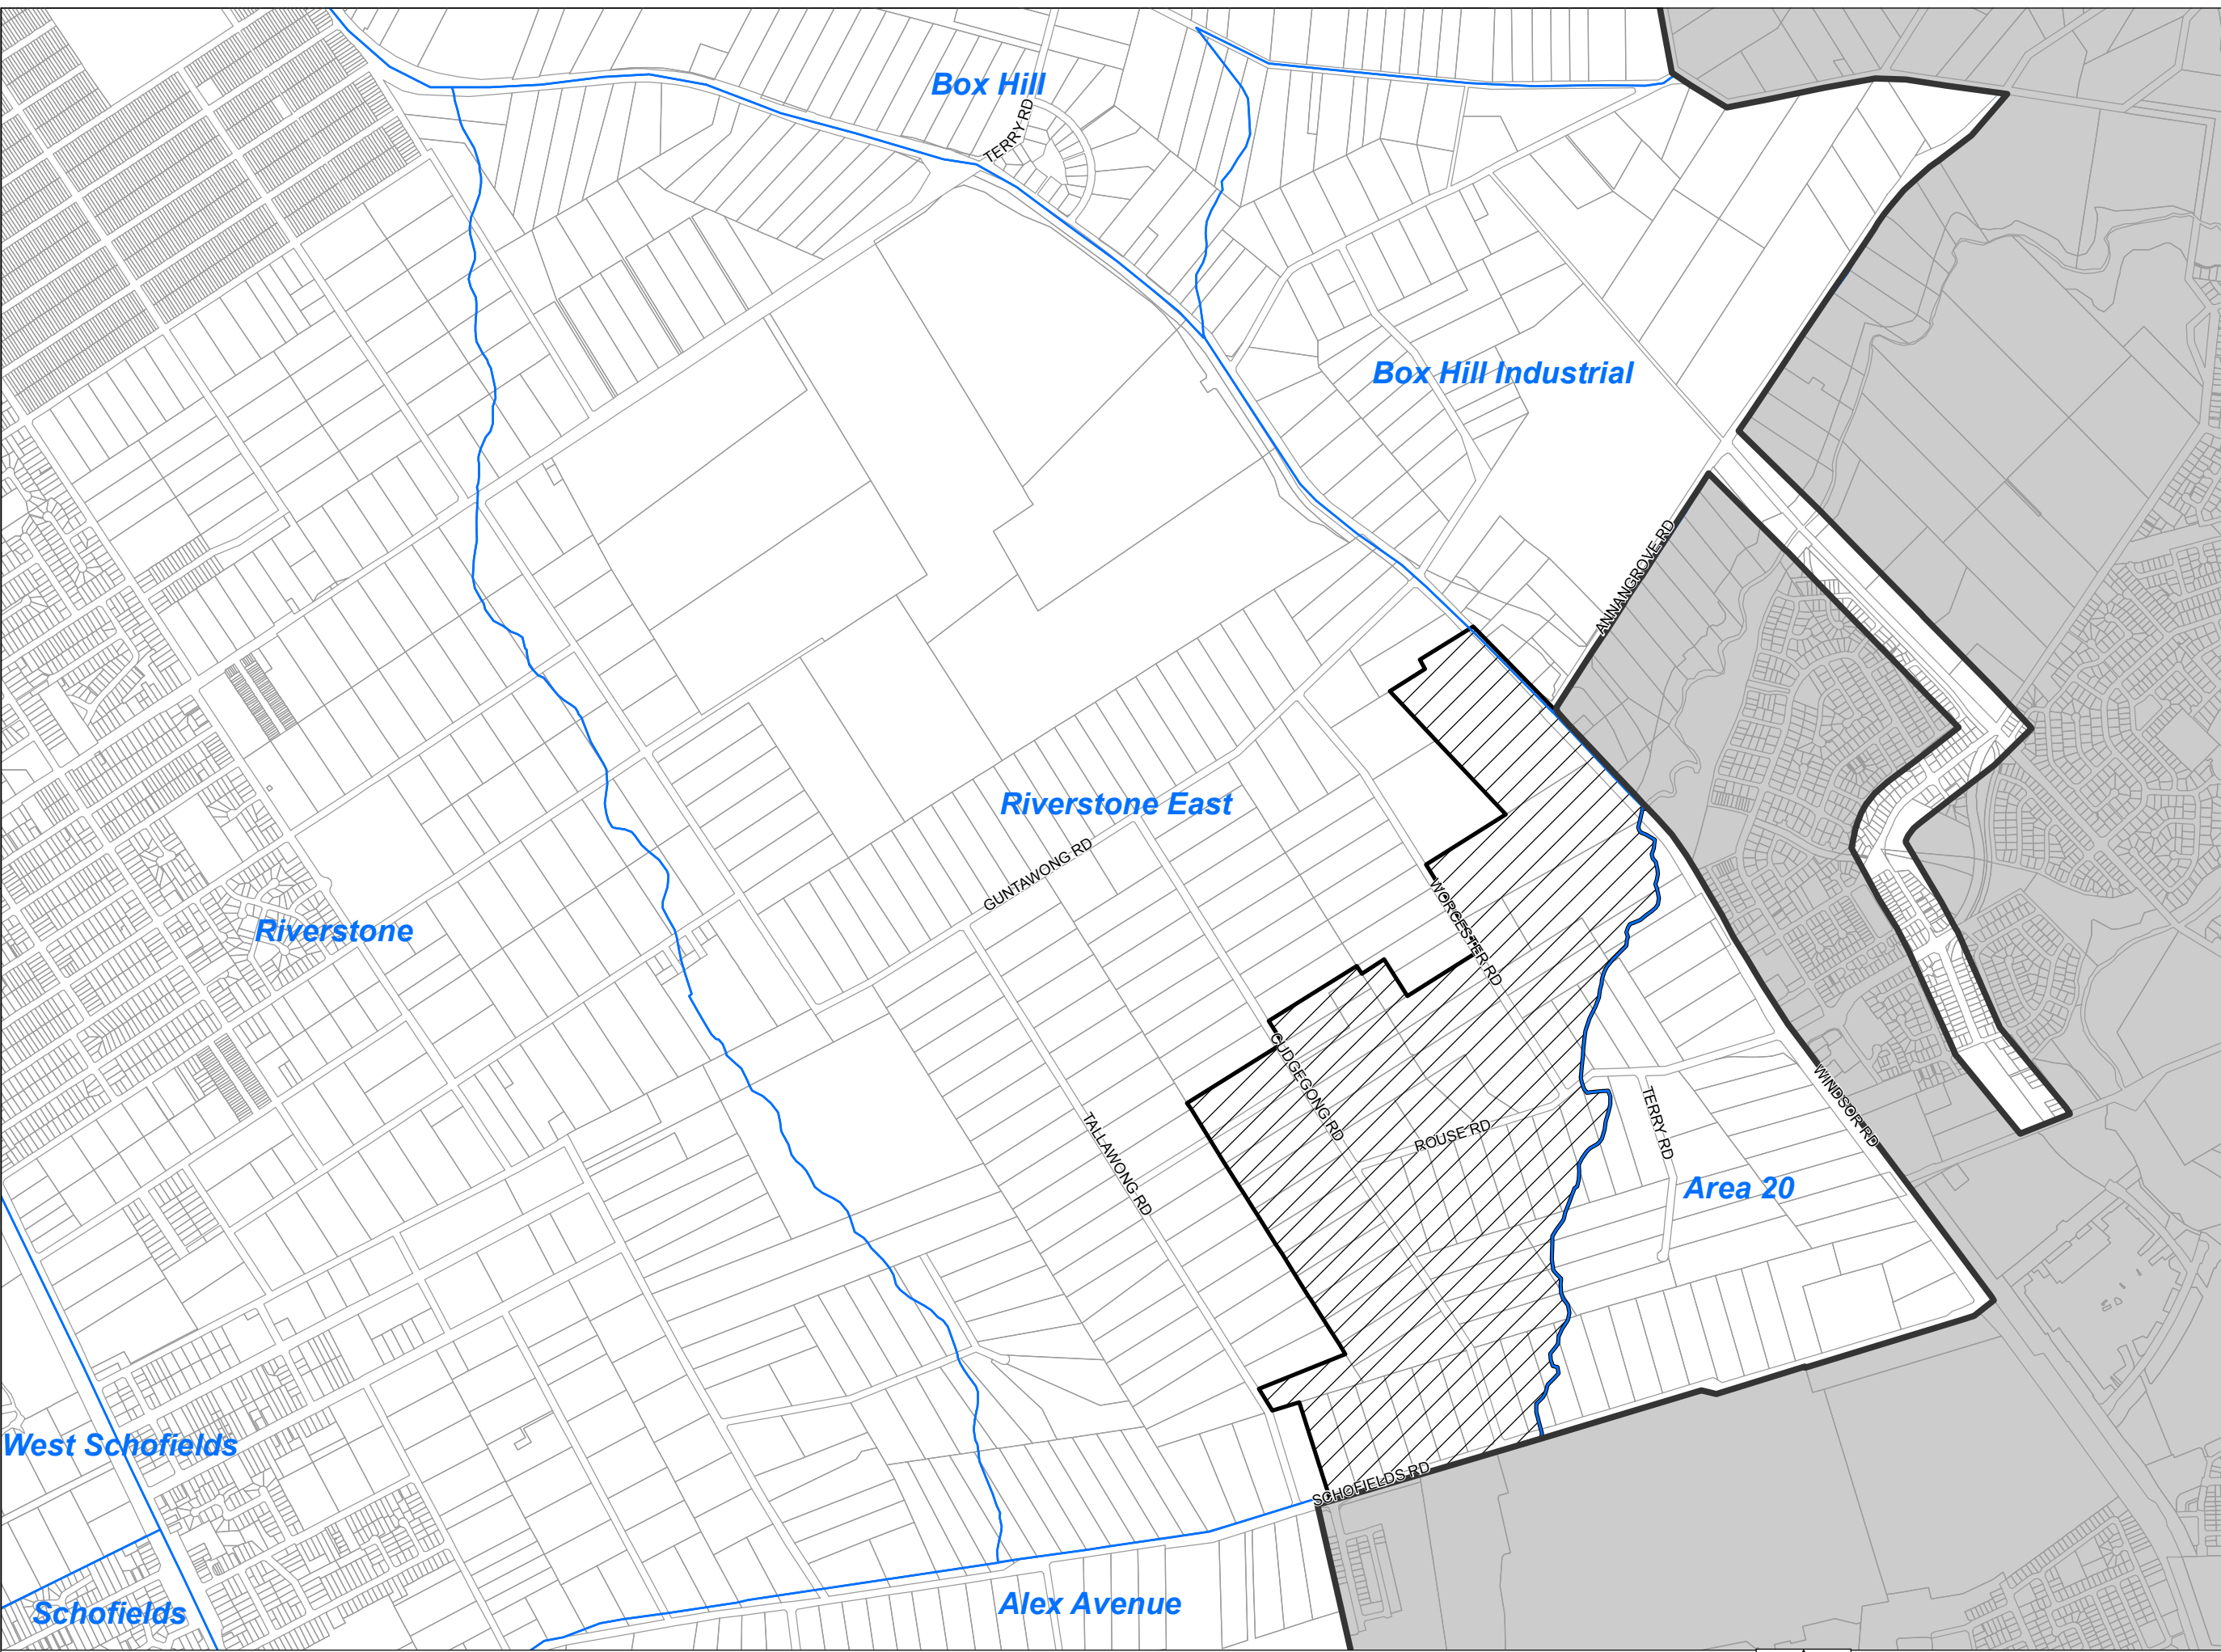 Box Hill
TERRY RD
Box Hill Industrial
ANNANGROVE RD
Riverstone East
GUNTAWONG RD
WORCESTER RD
Riverstone
CUDGEGONG RD
TALLAWONG RD
ROUSE RD
TERRY RD
WINDSOR RD
Area 20
West Schofields
SCHOFIELDS RD
Schofields
Alex Avenue